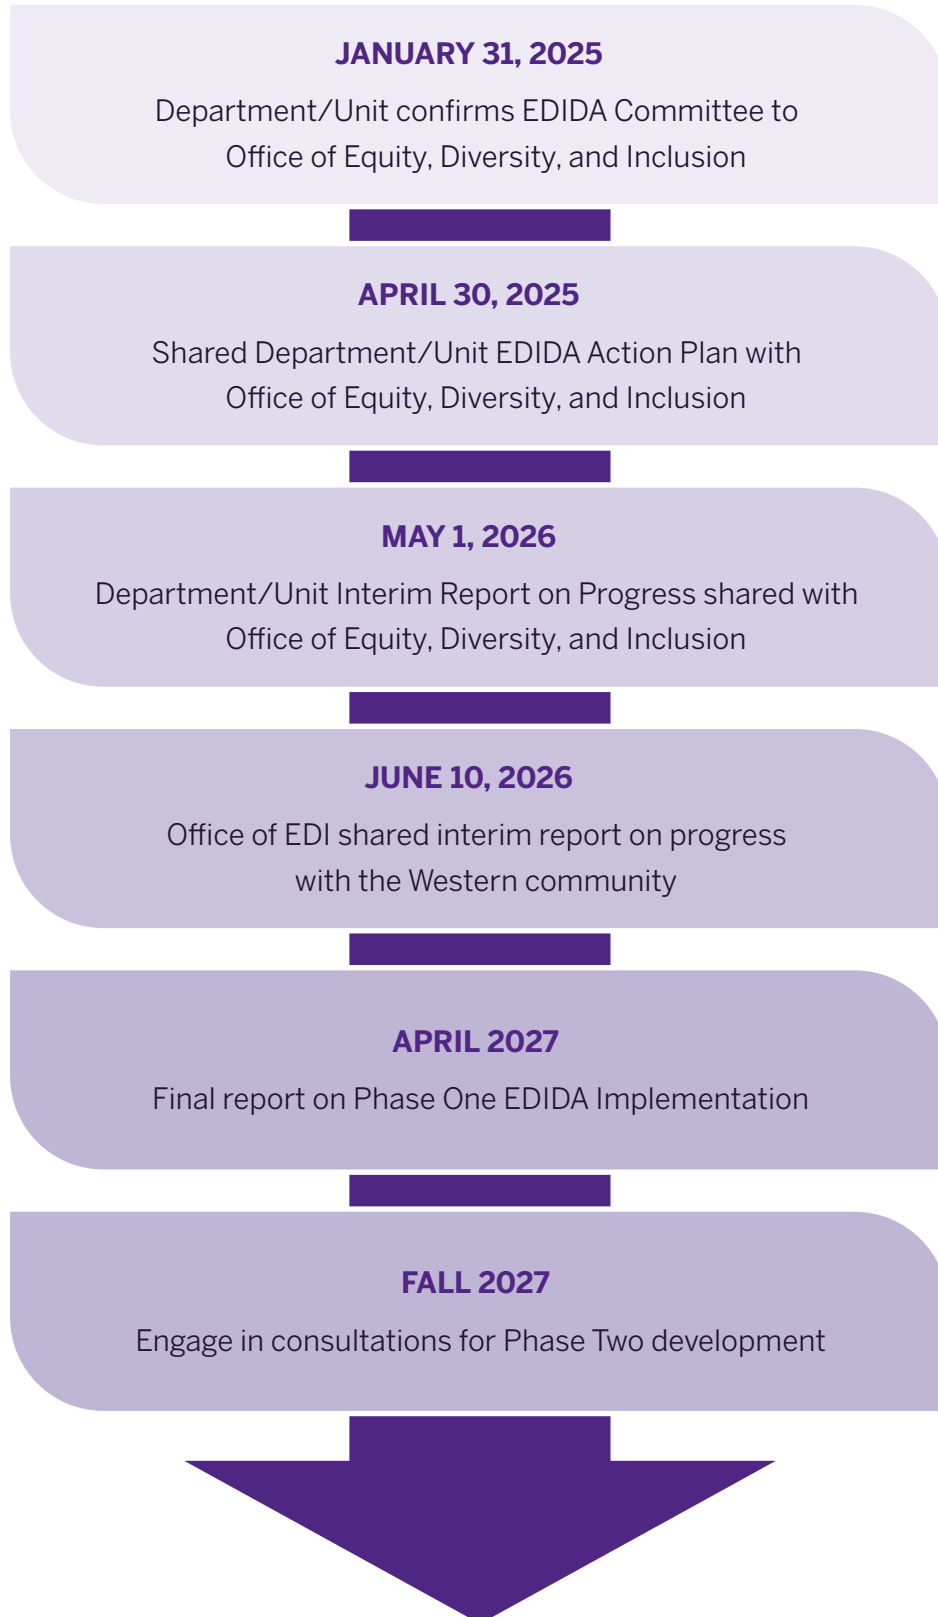 JANUARY 31, 2025
Department/Unit confirms EDIDA Committee to
Office of Equity, Diversity, and Inclusion
APRIL 30, 2025
Shared Department/Unit EDIDA Action Plan with
Office of Equity, Diversity, and Inclusion
MAY 1, 2026
Department/Unit Interim Report on Progress shared with
Office of Equity, Diversity, and Inclusion
JUNE 10, 2026
Office of EDI shared interim report on progress
with the Western community
APRIL 2027
Final report on Phase One EDIDA Implementation
FALL 2027
Engage in consultations for Phase Two development